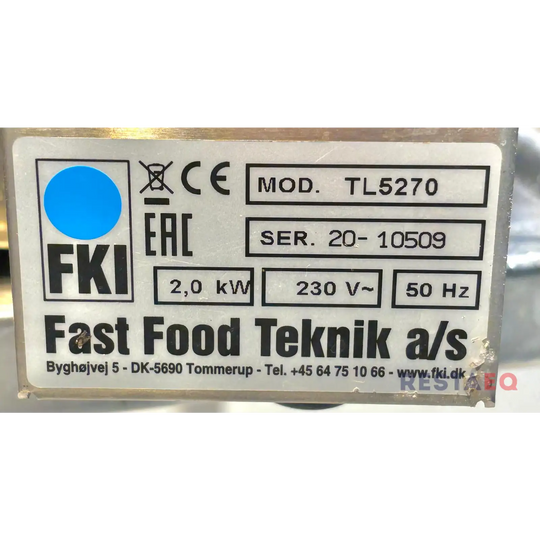 FKI
CE
EAC
MOD. TL5270
SER. 20-10509
2,0 kW 230 V~ 50 Hz
Fast Food Teknik a/s
Byghøjvej 5 - DK-5690 Tommerup - Tel. +45 64 75 10 66 - www.fki.dk
RESTAEQ